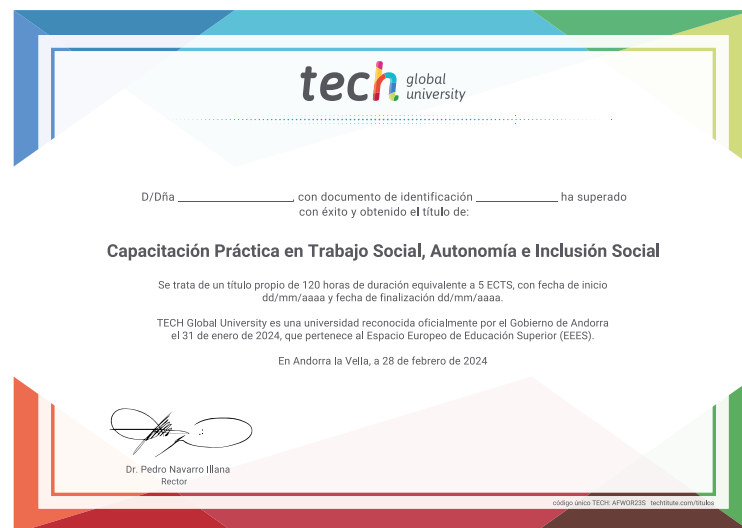 tech global university
D/Dña ______________, con documento de identificación __________ ha superado
con éxito y obtenido el título de:
Capacitación Práctica en Trabajo Social, Autonomía e Inclusión Social
Se trata de un título propio de 120 horas de duración equivalente a 5 ECTS, con fecha de inicio
dd/mm/aaaa y fecha de finalización dd/mm/aaaa.
TECH Global University es una universidad reconocida oficialmente por el Gobierno de Andorra
el 31 de enero de 2024, que pertenece al Espacio Europeo de Educación Superior (EEES).
En Andorra la Vella, a 28 de febrero de 2024
Dr. Pedro Navarro Illana
Rector
código único TECH: AFWOR23S techtitute.com/titulos